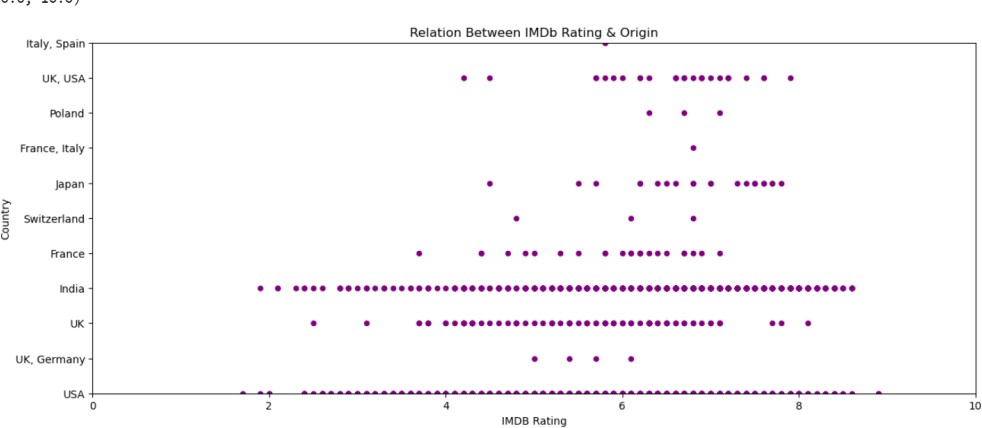 Relation Between IMDb Rating & Origin
Italy, Spain
UK, USA
Poland
France, Italy
Japan
Switzerland
France
India
UK
UK, Germany
USA
Country
0 2 4 6 8 10
IMDB Rating